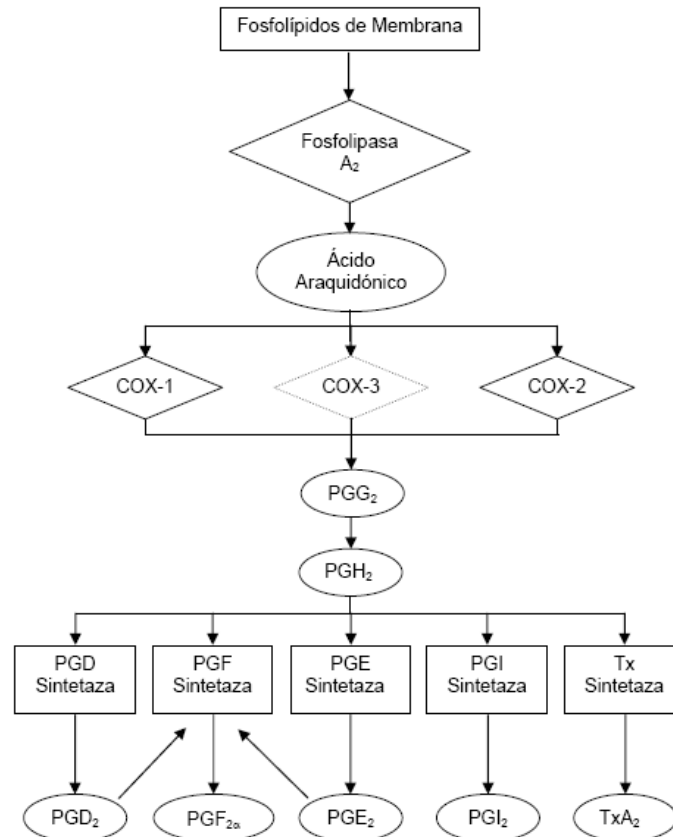 Fosfolípidos de Membrana
Fosfolipasa
A₂
Ácido
Araquidónico
COX-1
COX-3
COX-2
PGG₂
PGH₂
PGD
Sintetaza
PGF
Sintetaza
PGE
Sintetaza
PGI
Sintetaza
Tx
Sintetaza
PGD₂
PGF₂α
PGE₂
PGI₂
TxA₂